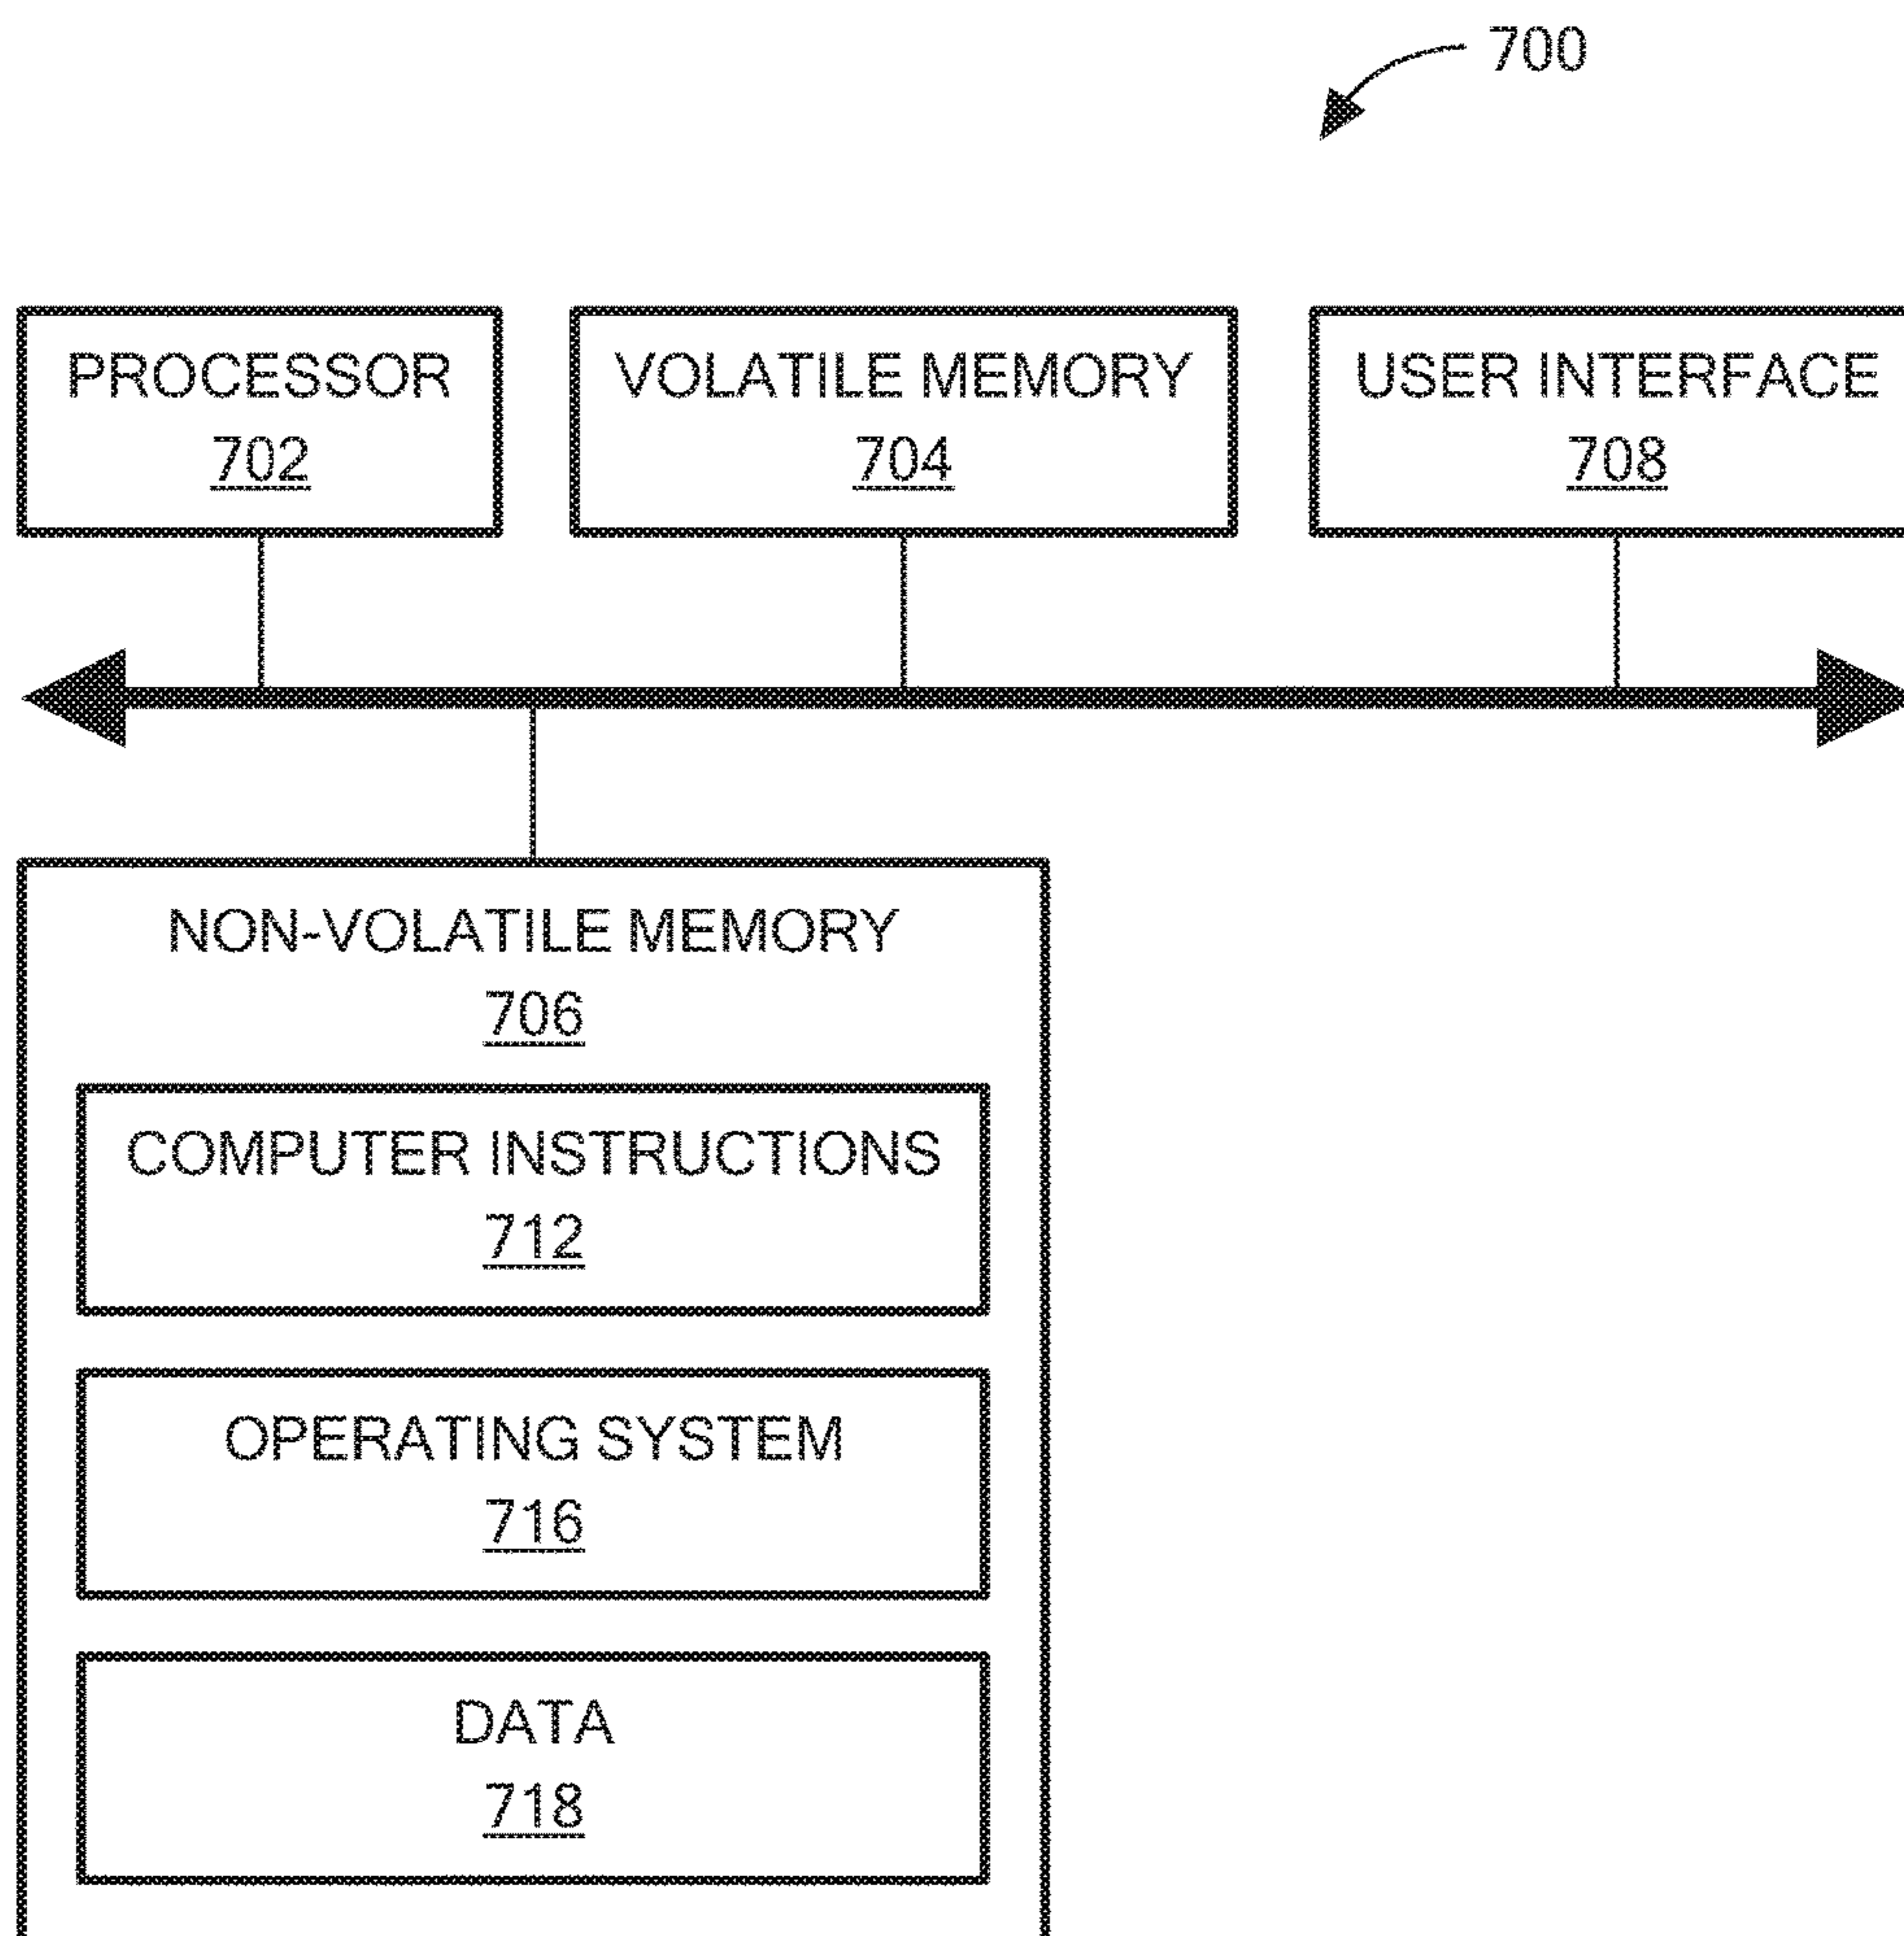 700
PROCESSOR
702
VOLATILE MEMORY
704
USER INTERFACE
708
NON-VOLATILE MEMORY
706
COMPUTER INSTRUCTIONS
712
OPERATING SYSTEM
716
DATA
718